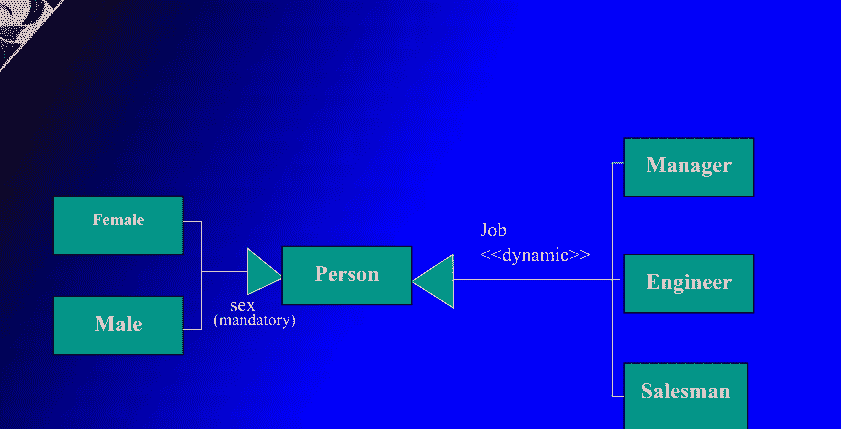 Female
Male
sex
(mandatory)
Person
Job
<<dynamic>>
Manager
Engineer
Salesman